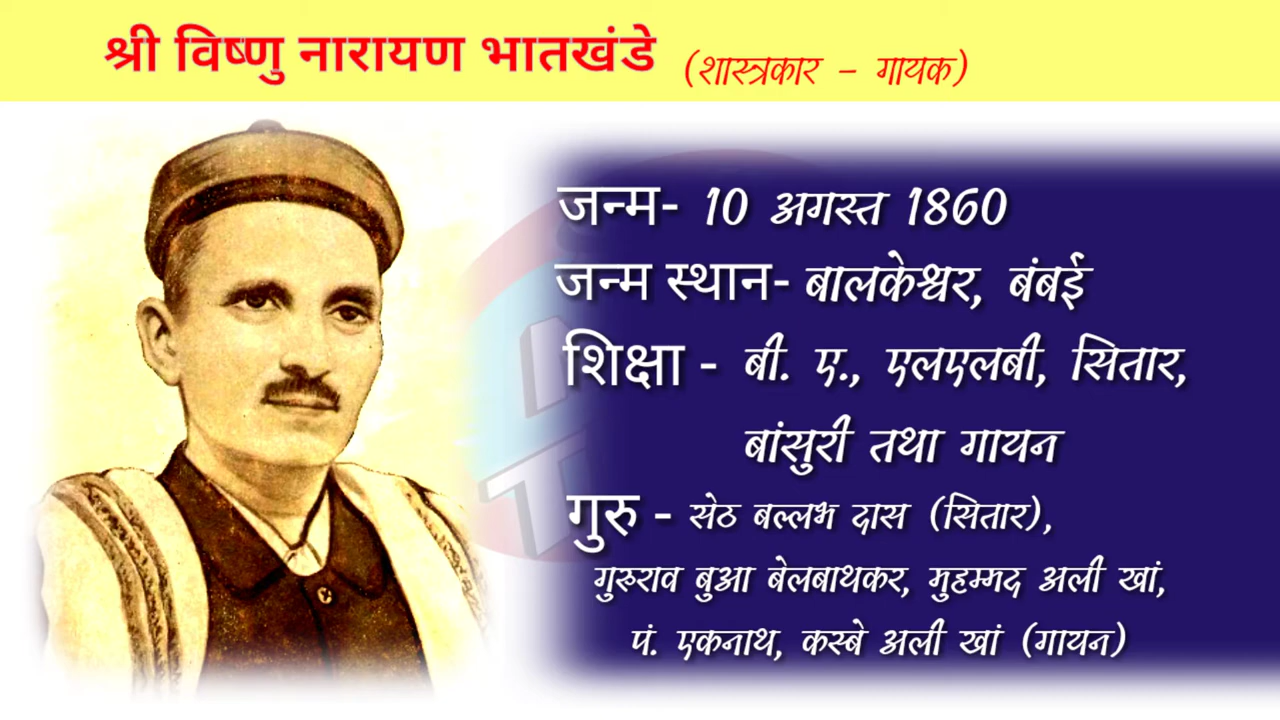 श्री विष्णु नारायण भातखंडे (शास्त्रकार – गायक)
जन्म- 10 अगस्त 1860
जन्म स्थान- बालकेश्वर, बंबई
शिक्षा - बी. ए., एलएलबी, सितार,
बांसुरी तथा गायन
गुरु - सेठ बल्लभ दास (सितार),
गुरुराव बुआ बेलबाथकर, मुहम्मद अली खां,
पं. एकनाथ, कस्बे अली खां (गायन)